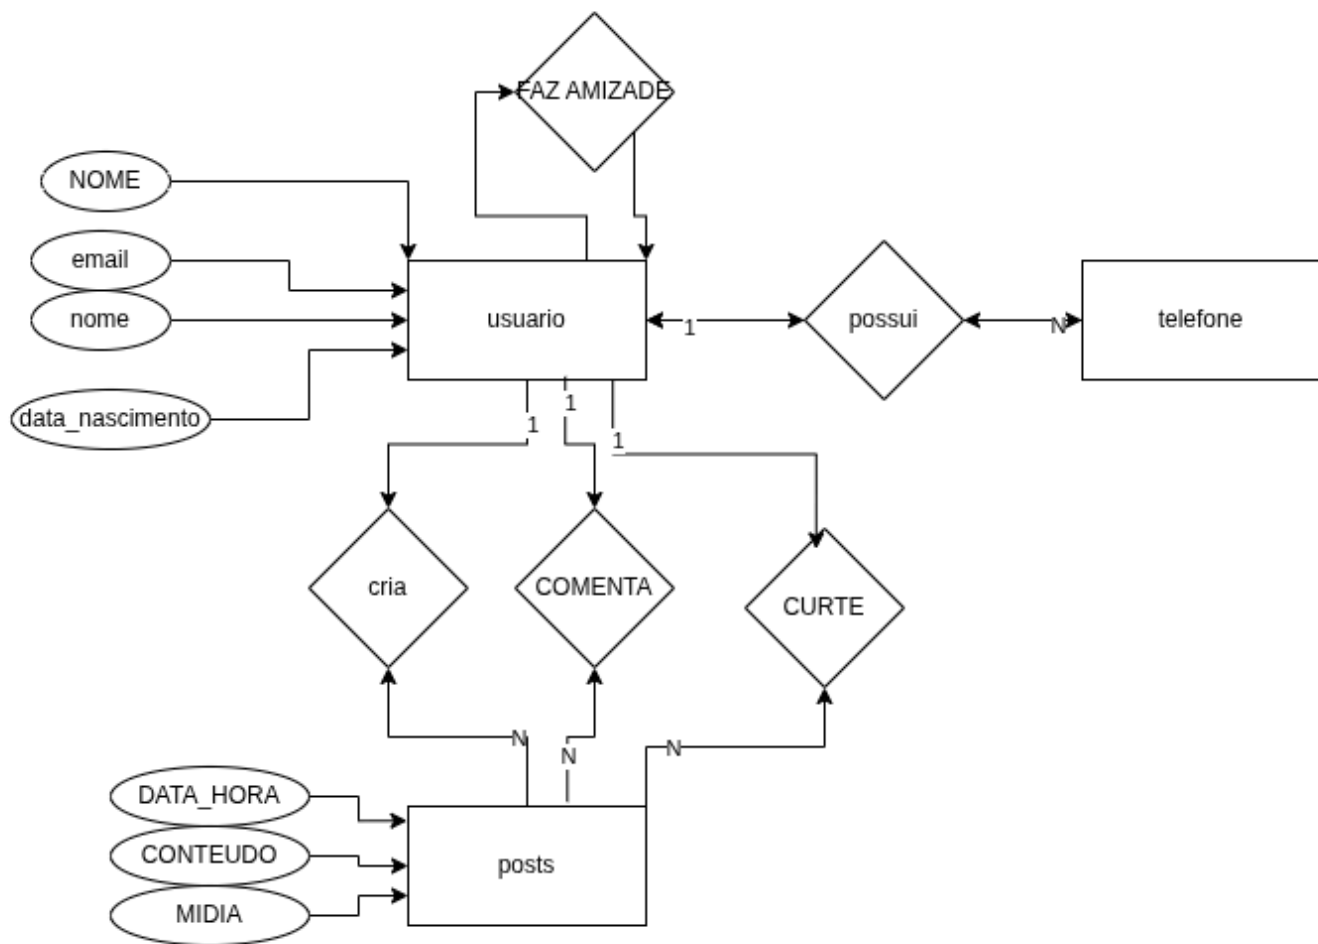 FAZ AMIZADE
NOME
email
nome
usuario
1
possui
N
telefone
data_nascimento
1
1
1
cria
COMENTA
CURTE
N
N
N
DATA_HORA
CONTEUDO
posts
MIDIA